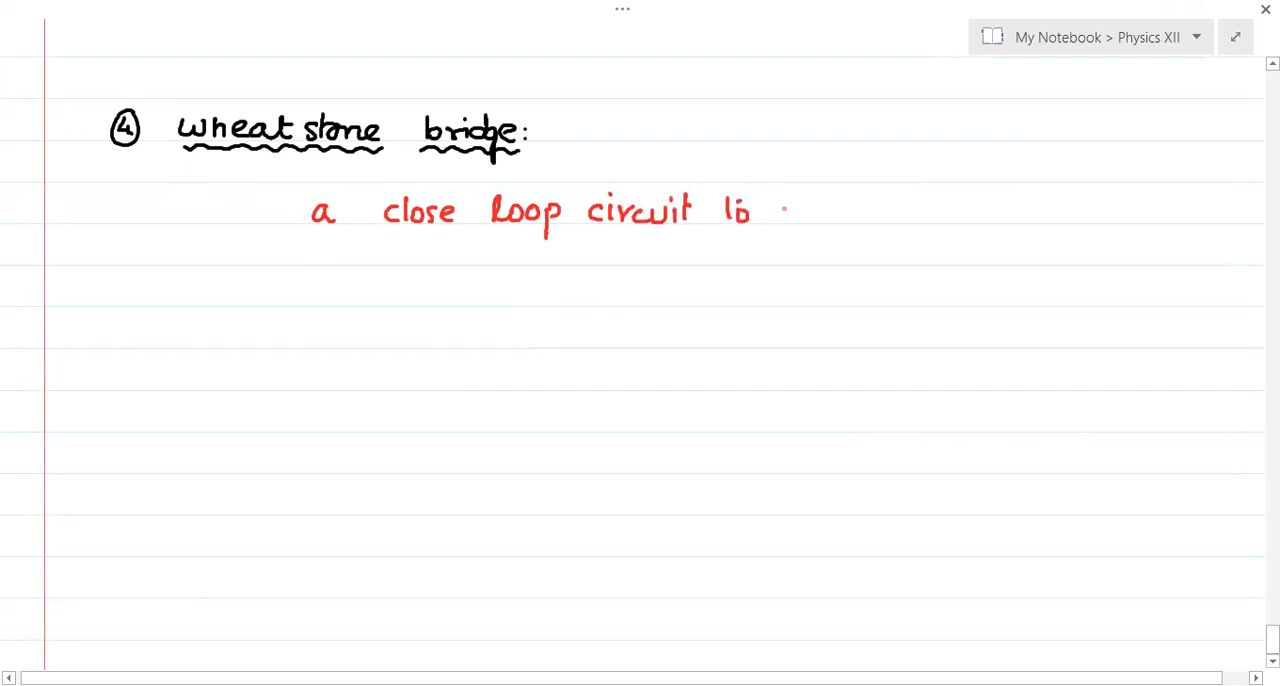 My Notebook > Physics XII
④ wheatstone bridge:
a close loop circuit